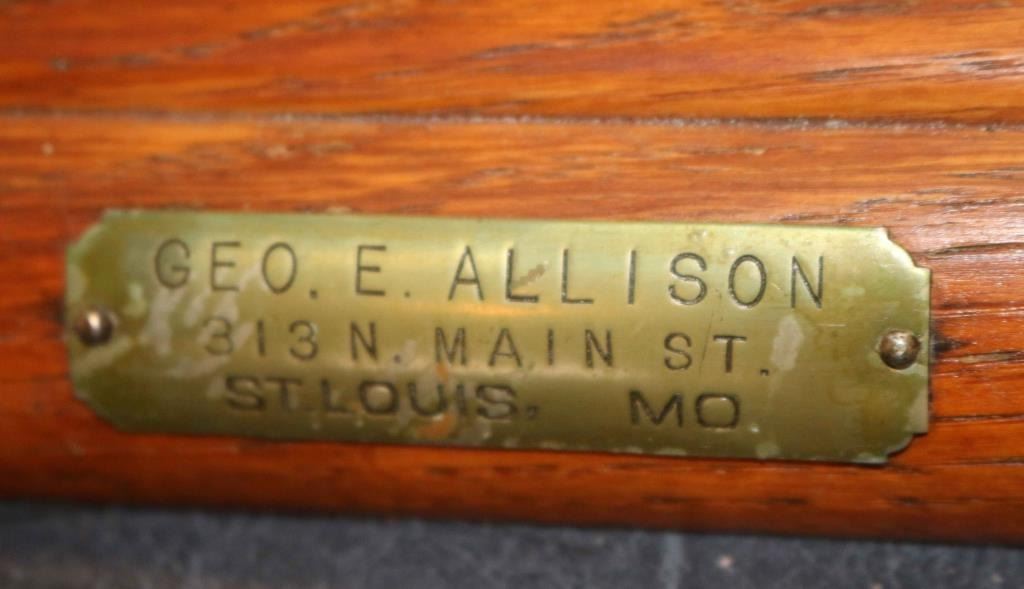 GEO. E. ALLISON
313 N. MAIN ST.
ST. LOUIS, MO